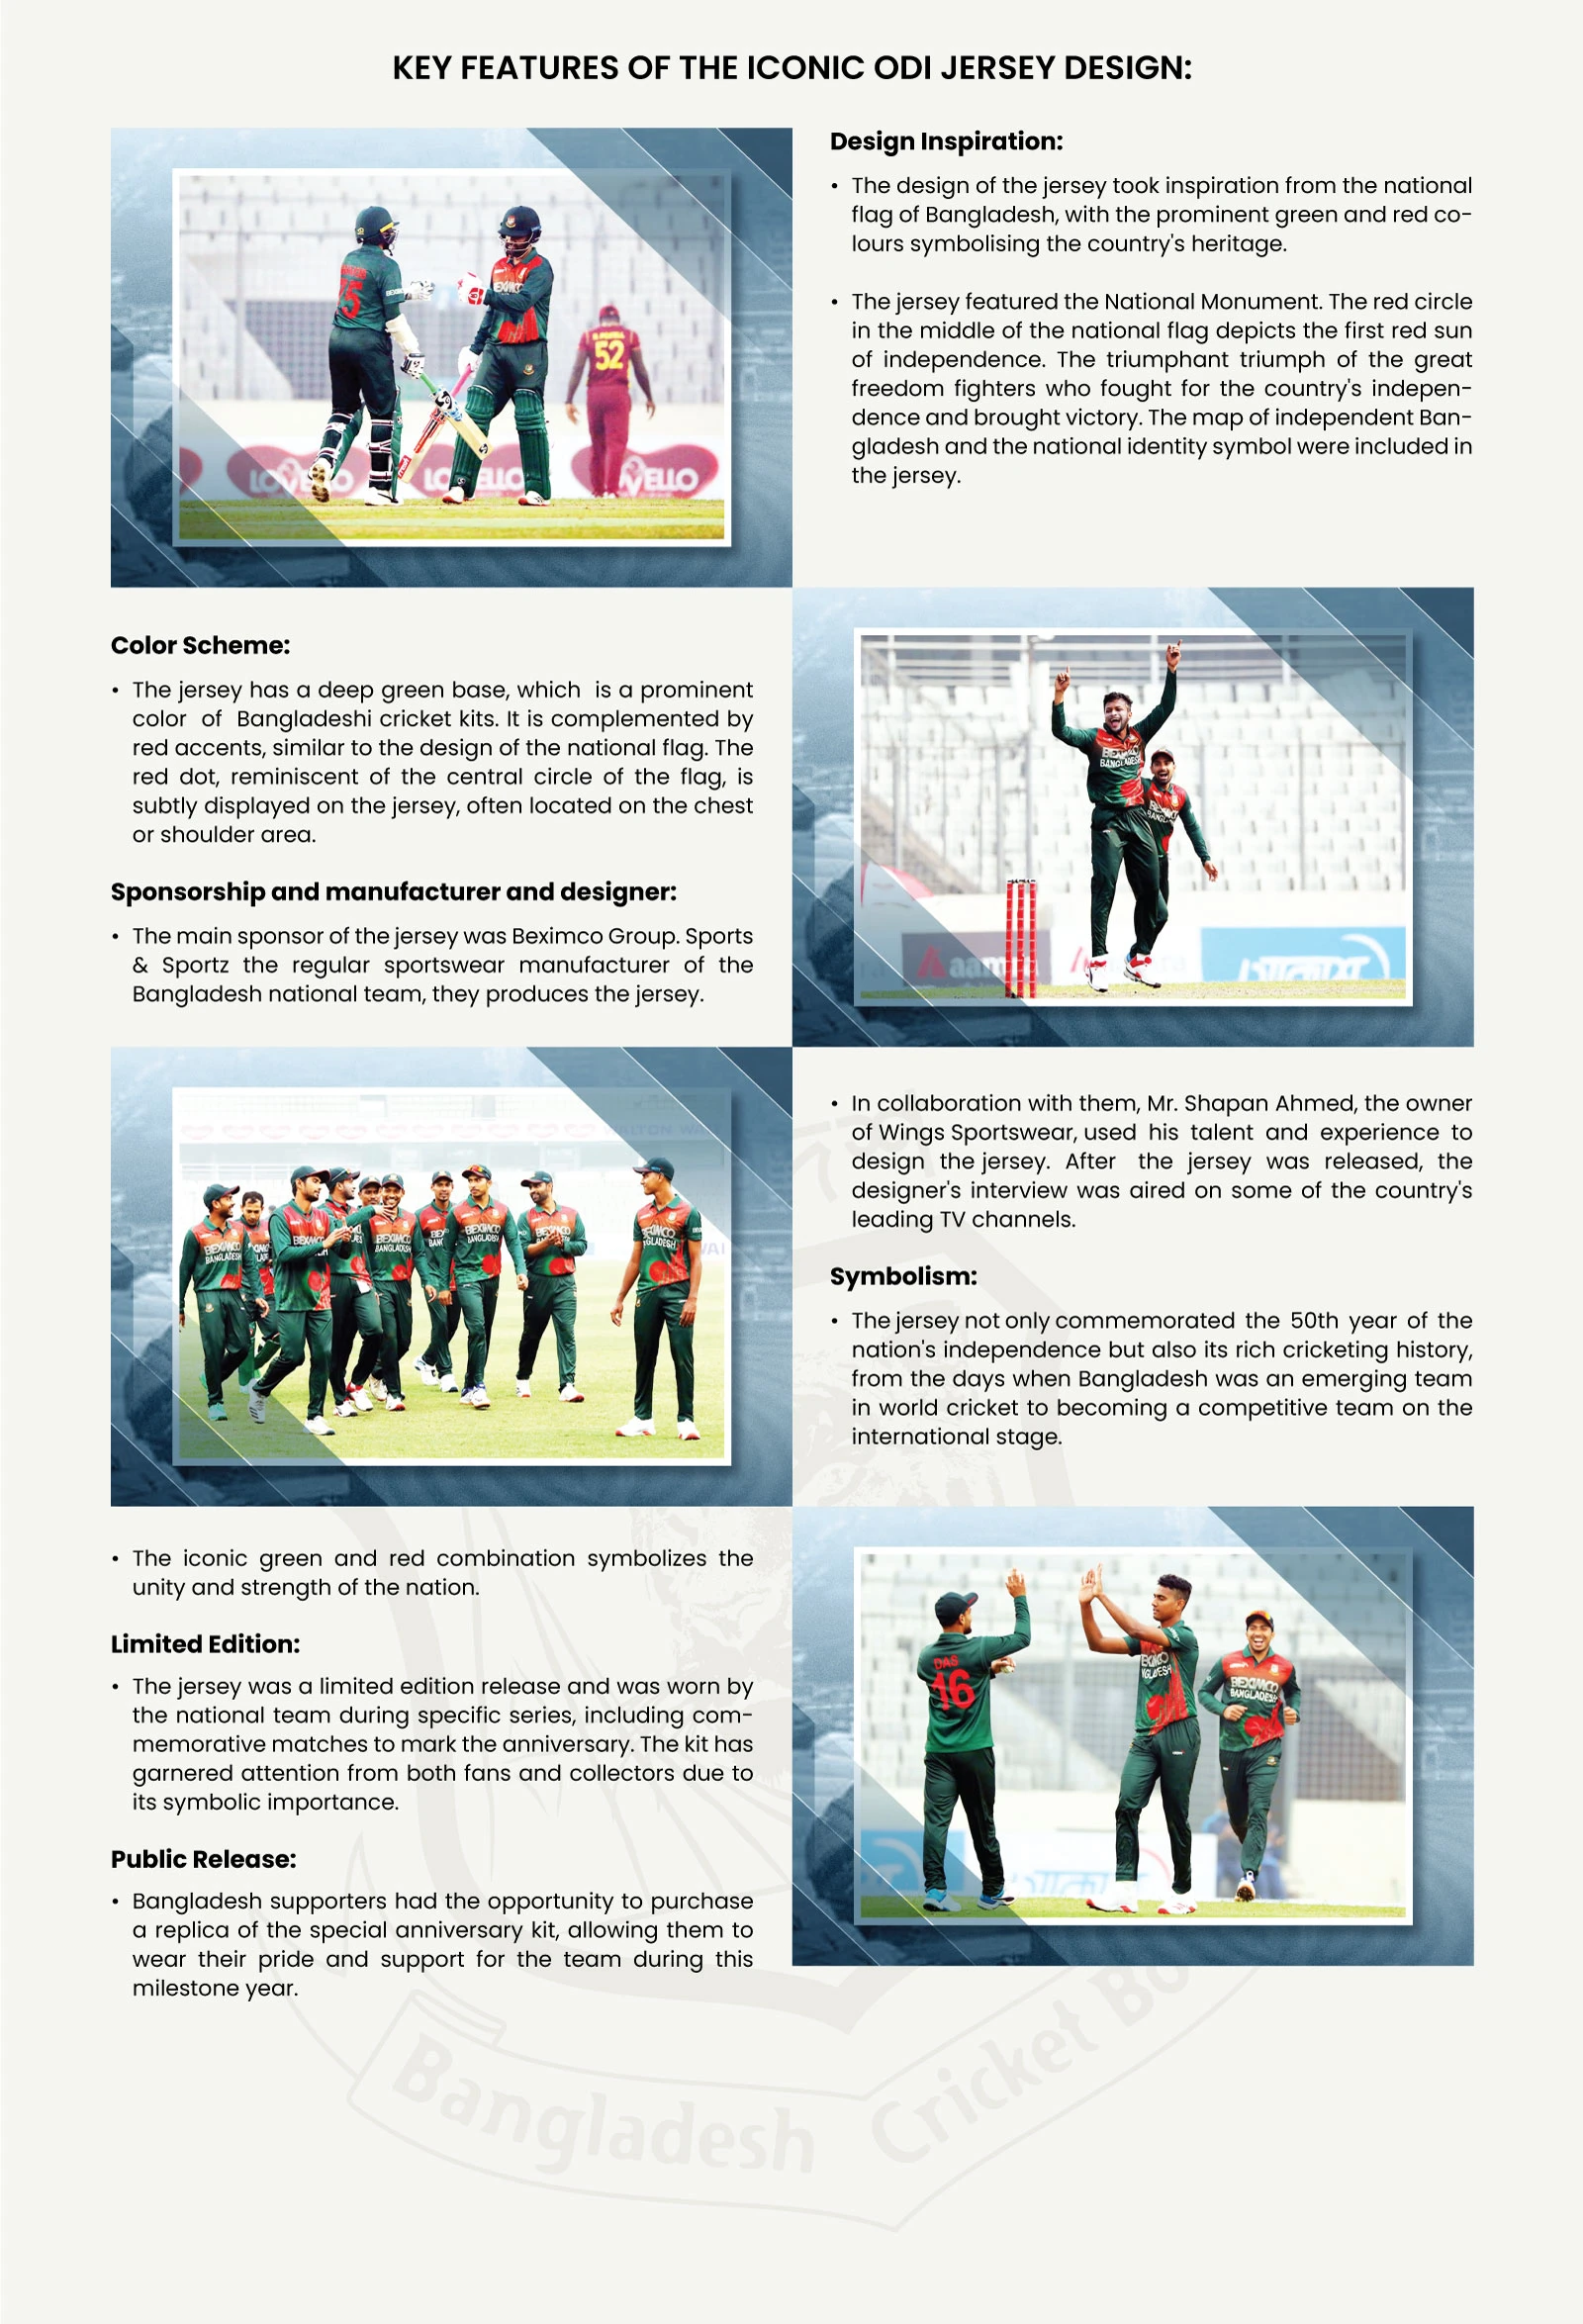 KEY FEATURES OF THE ICONIC ODI JERSEY DESIGN:
Design Inspiration:
• The design of the jersey took inspiration from the national
flag of Bangladesh, with the prominent green and red co-
lours symbolising the country's heritage.
• The jersey featured the National Monument. The red circle
in the middle of the national flag depicts the first red sun
of independence. The triumphant triumph of the great
freedom fighters who fought for the country's indepen-
dence and brought victory. The map of independent Ban-
gladesh and the national identity symbol were included in
the jersey.
52
LOVELLO
Color Scheme:
• The jersey has a deep green base, which is a prominent
color of Bangladeshi cricket kits. It is complemented by
red accents, similar to the design of the national flag. The
red dot, reminiscent of the central circle of the flag, is
subtly displayed on the jersey, often located on the chest
or shoulder area.
Sponsorship and manufacturer and designer:
• The main sponsor of the jersey was Beximco Group. Sports
& Sportz the regular sportswear manufacturer of the
Bangladesh national team, they produces the jersey.
BEXIMCO
BANGLADESH
• In collaboration with them, Mr. Shapan Ahmed, the owner
of Wings Sportswear, used his talent and experience to
design the jersey. After the jersey was released, the
designer's interview was aired on some of the country's
leading TV channels.
Symbolism:
• The jersey not only commemorated the 50th year of the
nation's independence but also its rich cricketing history,
from the days when Bangladesh was an emerging team
in world cricket to becoming a competitive team on the
international stage.
BEXIMCO
BANGLADESH
• The iconic green and red combination symbolizes the
unity and strength of the nation.
Limited Edition:
• The jersey was a limited edition release and was worn by
the national team during specific series, including com-
memorative matches to mark the anniversary. The kit has
garnered attention from both fans and collectors due to
its symbolic importance.
Public Release:
• Bangladesh supporters had the opportunity to purchase
a replica of the special anniversary kit, allowing them to
wear their pride and support for the team during this
milestone year.
DAS
16
BEXIMCO
BANGLADESH
Bangladesh Cricket Bo